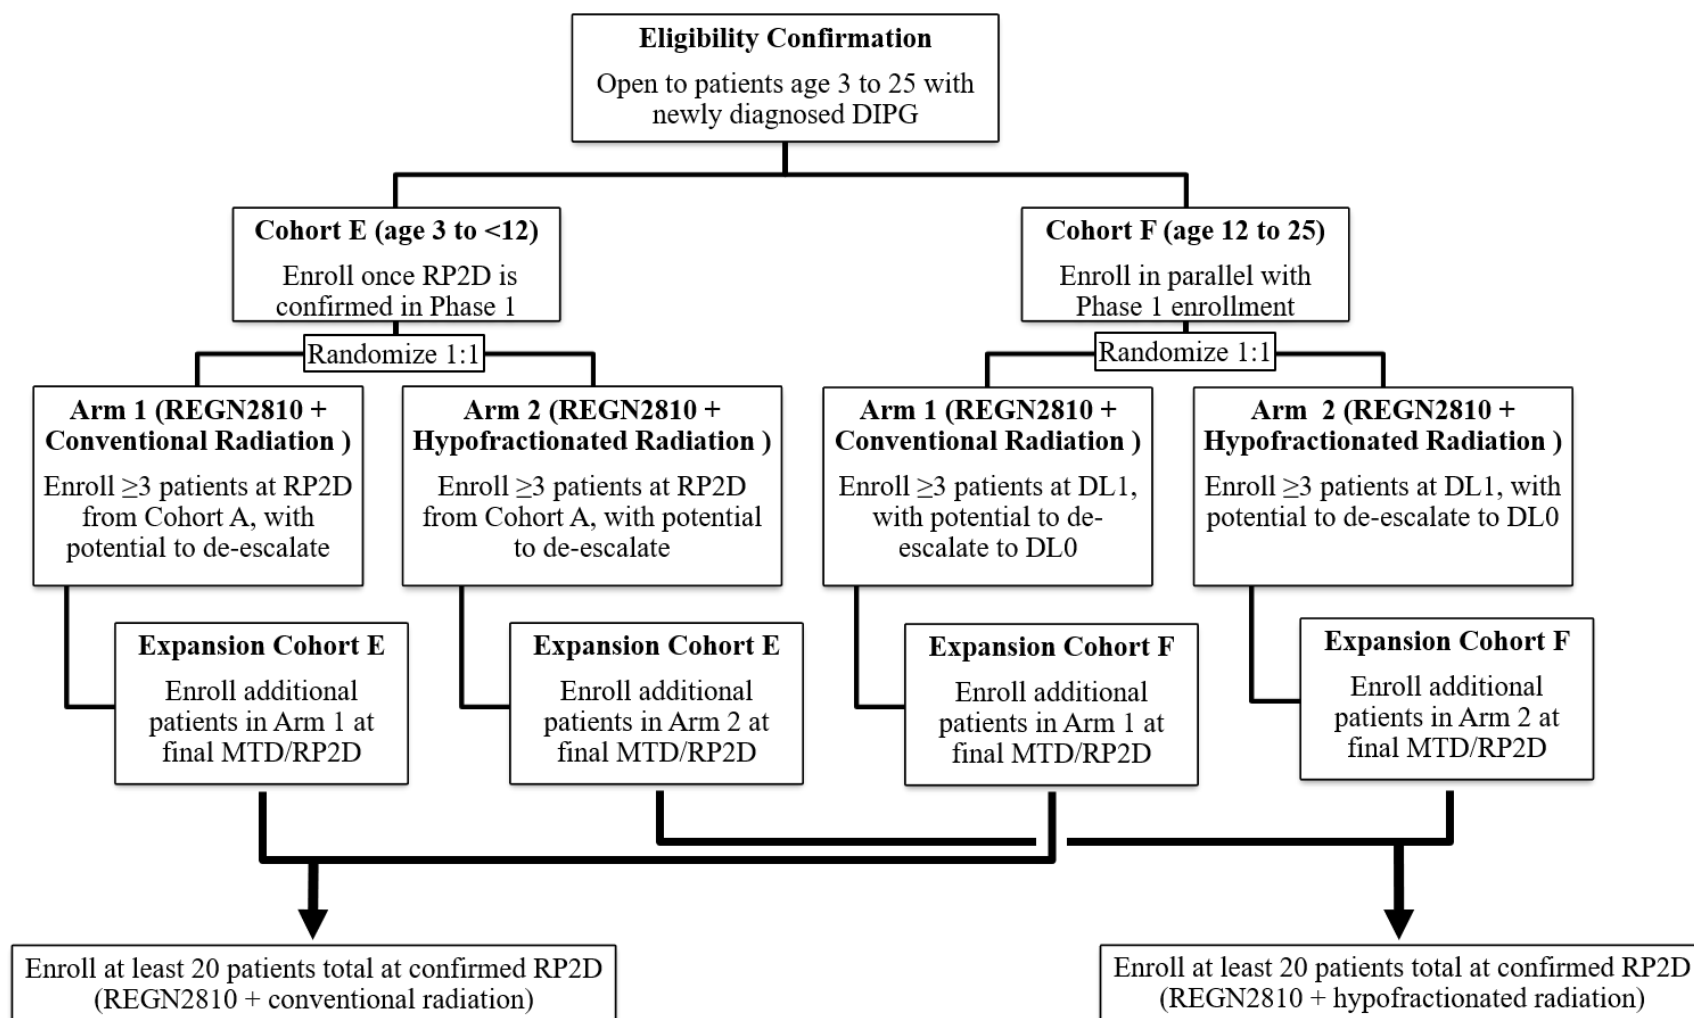 Eligibility Confirmation
Open to patients age 3 to 25 with
newly diagnosed DIPG
Cohort E (age 3 to <12)
Enroll once RP2D is
confirmed in Phase 1
Cohort F (age 12 to 25)
Enroll in parallel with
Phase 1 enrollment
Randomize 1:1
Randomize 1:1
Arm 1 (REGN2810 +
Conventional Radiation )
Enroll ≥3 patients at RP2D
from Cohort A, with
potential to de-escalate
Arm 2 (REGN2810 +
Hypofractionated Radiation )
Enroll ≥3 patients at RP2D
from Cohort A, with potential
to de-escalate
Arm 1 (REGN2810 +
Conventional Radiation )
Enroll ≥3 patients at DL1,
with potential to de-
escalate to DL0
Arm 2 (REGN2810 +
Hypofractionated Radiation )
Enroll ≥3 patients at DL1, with
potential to de-escalate to DL0
Expansion Cohort E
Enroll additional
patients in Arm 1 at
final MTD/RP2D
Expansion Cohort E
Enroll additional
patients in Arm 2 at
final MTD/RP2D
Expansion Cohort F
Enroll additional
patients in Arm 1 at
final MTD/RP2D
Expansion Cohort F
Enroll additional
patients in Arm 2 at
final MTD/RP2D
Enroll at least 20 patients total at confirmed RP2D
(REGN2810 + conventional radiation)
Enroll at least 20 patients total at confirmed RP2D
(REGN2810 + hypofractionated radiation)